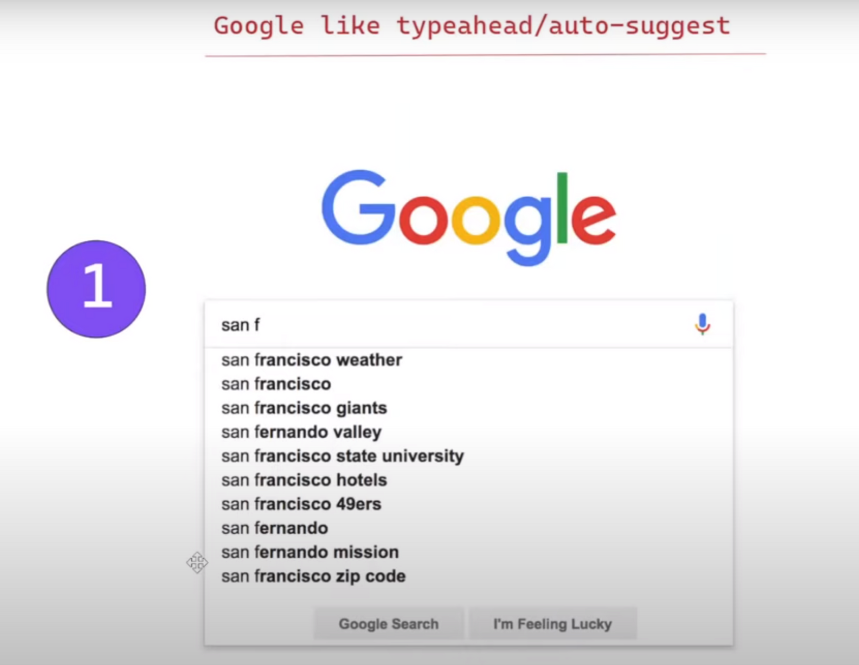 Google like typeahead/auto-suggest
Google
1
san f
san francisco weather
san francisco
san francisco giants
san fernando valley
san francisco state university
san francisco hotels
san francisco 49ers
san fernando
san fernando mission
san francisco zip code
Google Search
I'm Feeling Lucky